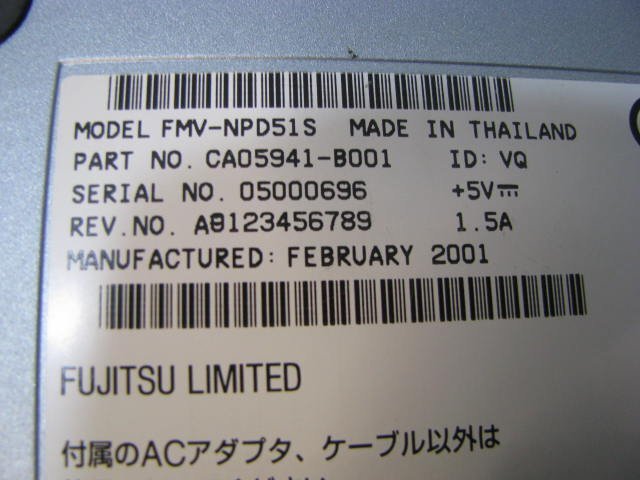 MODEL FMV-NPD51S MADE IN THAILAND
PART NO. CA05941-B001 ID: VQ
SERIAL NO. 05000696 +5V⎓
REV.NO. A0123456789 1.5A
MANUFACTURED: FEBRUARY 2001
FUJITSU LIMITED
付属のACアダプタ、ケーブル以外は